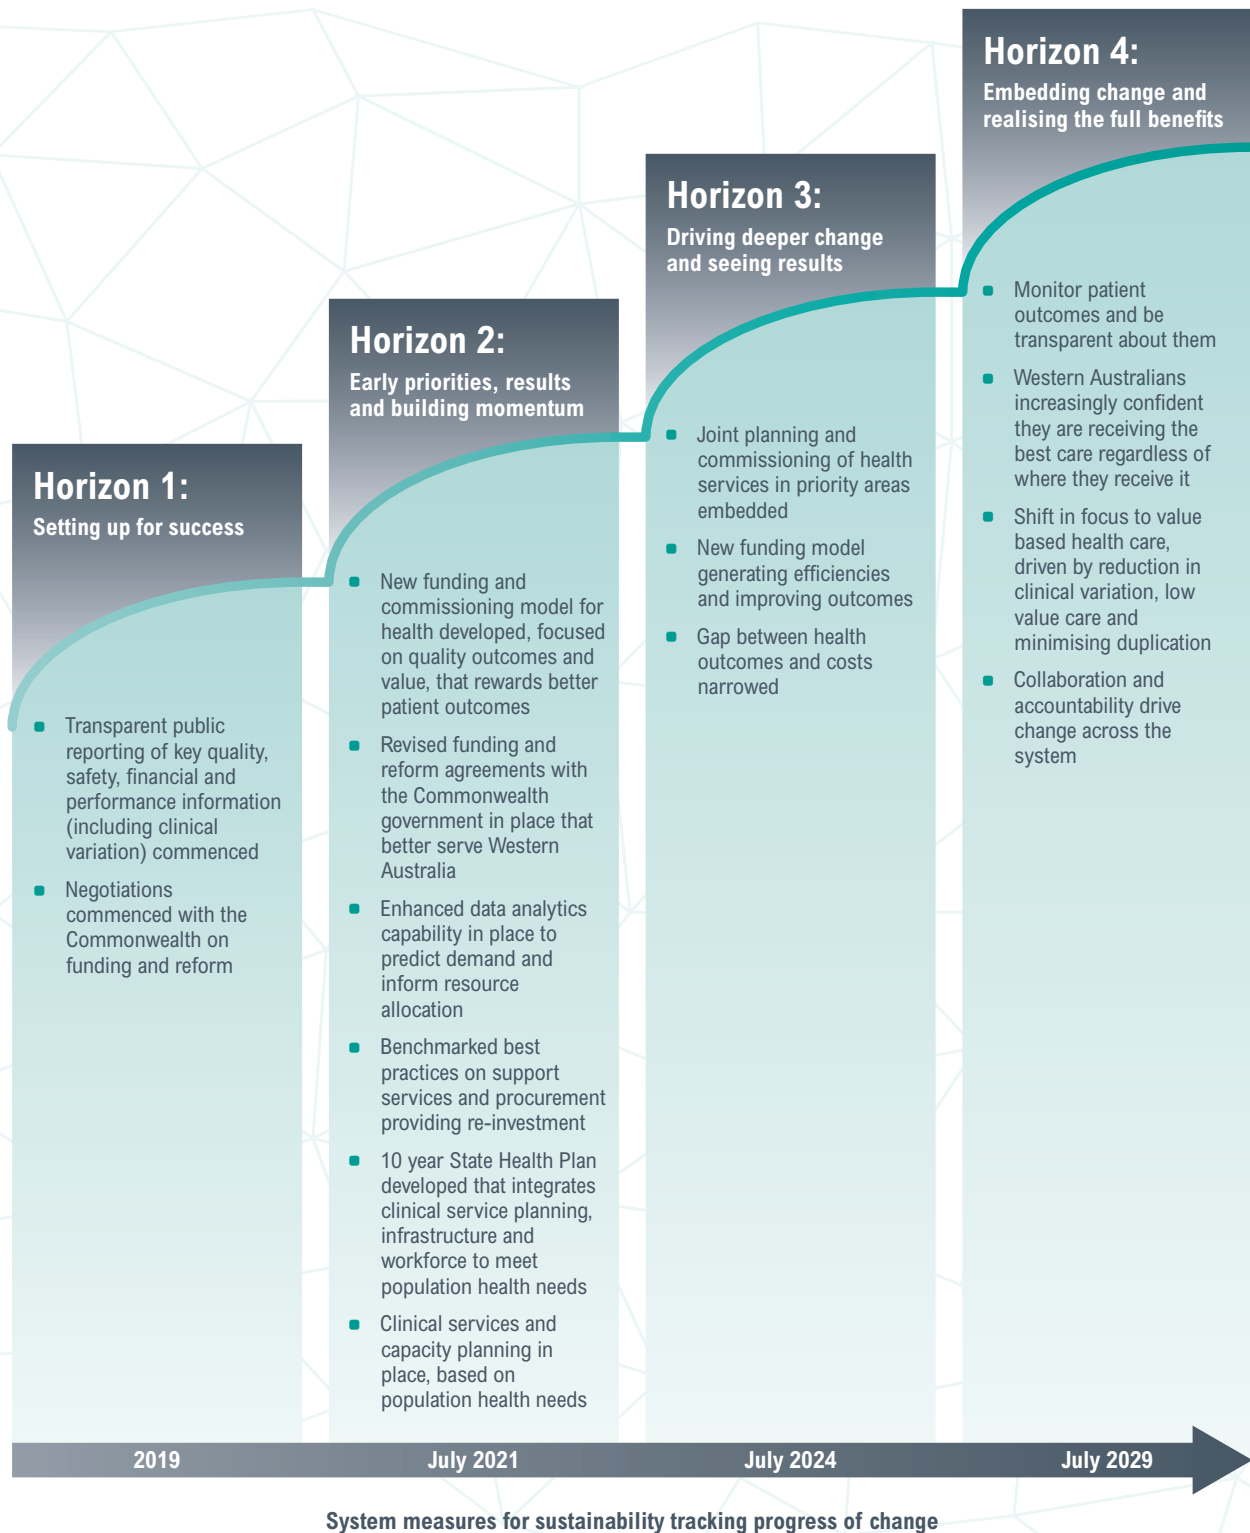 Horizon 1:
Setting up for success
Transparent public
reporting of key quality,
safety, financial and
performance information
(including clinical
variation) commenced
Negotiations
commenced with the
Commonwealth on
funding and reform
Horizon 2:
Early priorities, results
and building momentum
New funding and
commissioning model for
health developed, focused
on quality outcomes and
value, that rewards better
patient outcomes
Revised funding and
reform agreements with
the Commonwealth
government in place that
better serve Western
Australia
Enhanced data analytics
capability in place to
predict demand and
inform resource
allocation
Benchmarked best
practices on support
services and procurement
providing re-investment
10 year State Health Plan
developed that integrates
clinical service planning,
infrastructure and
workforce to meet
population health needs
Clinical services and
capacity planning in
place, based on
population health needs
Horizon 3:
Driving deeper change
and seeing results
Joint planning and
commissioning of health
services in priority areas
embedded
New funding model
generating efficiencies
and improving outcomes
Gap between health
outcomes and costs
narrowed
Horizon 4:
Embedding change and
realising the full benefits
Monitor patient
outcomes and be
transparent about them
Western Australians
increasingly confident
they are receiving the
best care regardless of
where they receive it
Shift in focus to value
based health care,
driven by reduction in
clinical variation, low
value care and
minimising duplication
Collaboration and
accountability drive
change across the
system
2019
July 2021
July 2024
July 2029
System measures for sustainability tracking progress of change